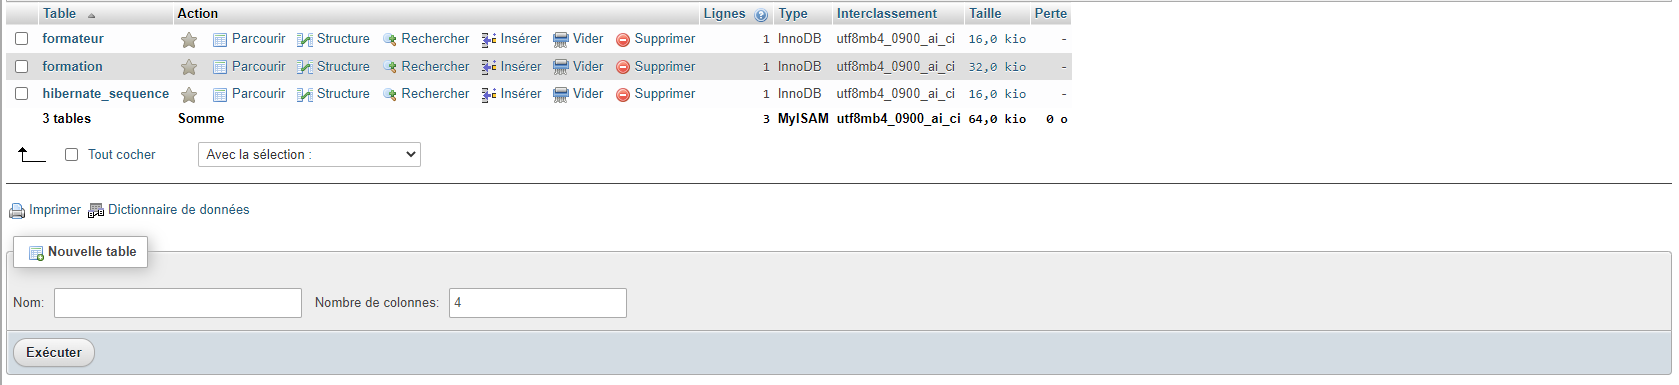 Table Action Lignes Type Interclassement Taille Perte
formateur Parcourir Structure Rechercher Insérer Vider Supprimer 1 InnoDB utf8mb4_0900_ai_ci 16,0 kio -
formation Parcourir Structure Rechercher Insérer Vider Supprimer 1 InnoDB utf8mb4_0900_ai_ci 32,0 kio -
hibernate_sequence Parcourir Structure Rechercher Insérer Vider Supprimer 1 InnoDB utf8mb4_0900_ai_ci 16,0 kio -
3 tables Somme 3 MyISAM utf8mb4_0900_ai_ci 64,0 kio 0 o
Tout cocher Avec la sélection :
Imprimer Dictionnaire de données
Nouvelle table
Nom: Nombre de colonnes: 4
Exécuter